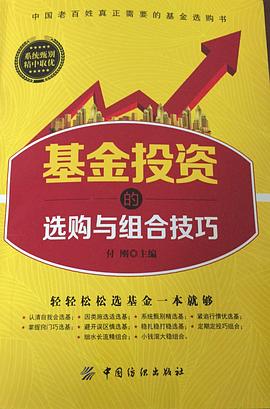 中国老百姓真正需要的基金选购书
系统甄别
精中取优
基金投资
的
选购与组合技巧
付刚◎主编
轻轻松松选基金一本就够
·认清自我会选基；·因类施选适选基；·系统甄别精选基；·紧追行情优选基；
·掌握窍门巧选基；·避开误区慎选基；·稳扎稳打稳选基；·定期定投巧组合；
·细水长流精组合；·小钱滚大稳组合。
中国纺织出版社